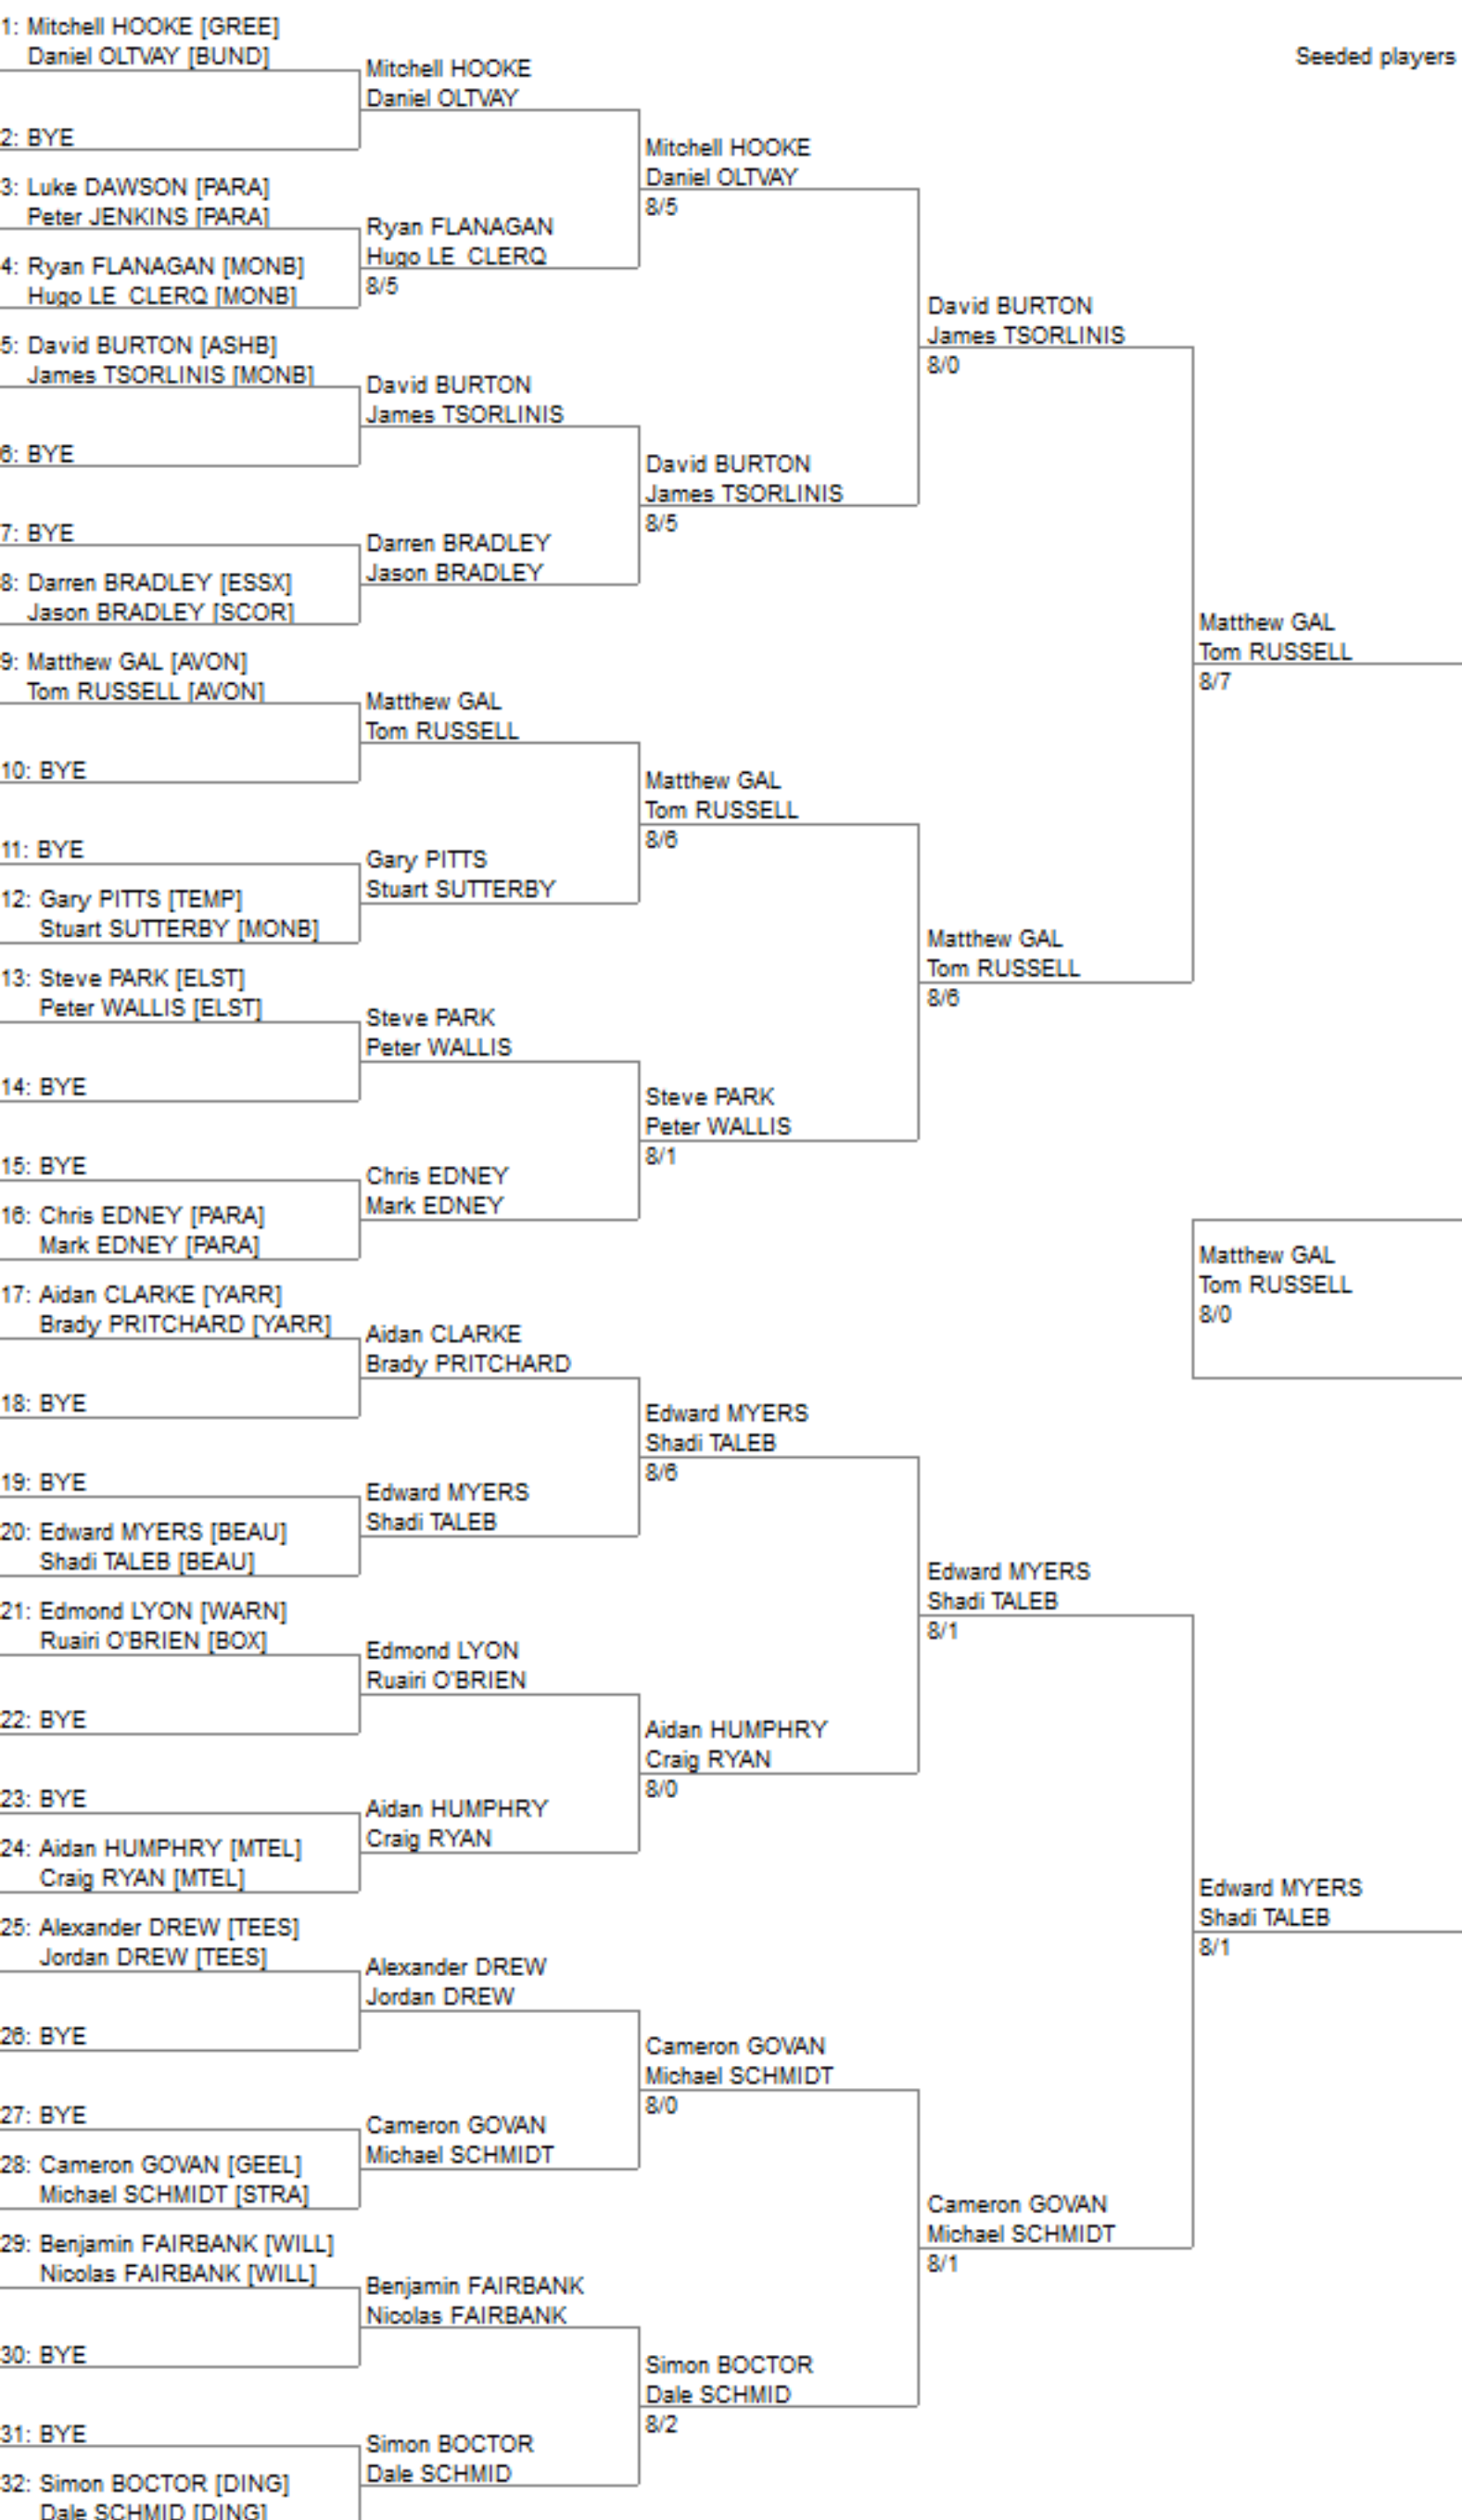 1: Mitchell HOOKE [GREE]
Daniel OLTVAY [BUND]
2: BYE
3: Luke DAWSON [PARA]
Peter JENKINS [PARA]
4: Ryan FLANAGAN [MONB]
Hugo LE CLERQ [MONB]
5: David BURTON [ASHB]
James TSORLINIS [MONB]
6: BYE
7: BYE
8: Darren BRADLEY [ESSX]
Jason BRADLEY [SCOR]
9: Matthew GAL [AVON]
Tom RUSSELL [AVON]
10: BYE
11: BYE
12: Gary PITTS [TEMP]
Stuart SUTTERBY [MONB]
13: Steve PARK [ELST]
Peter WALLIS [ELST]
14: BYE
15: BYE
16: Chris EDNEY [PARA]
Mark EDNEY [PARA]
17: Aidan CLARKE [YARR]
Brady PRITCHARD [YARR]
18: BYE
19: BYE
20: Edward MYERS [BEAU]
Shadi TALEB [BEAU]
21: Edmond LYON [WARN]
Ruairi O'BRIEN [BOX]
22: BYE
23: BYE
24: Aidan HUMPHRY [MTEL]
Craig RYAN [MTEL]
25: Alexander DREW [TEES]
Jordan DREW [TEES]
26: BYE
27: BYE
28: Cameron GOVAN [GEEL]
Michael SCHMIDT [STRA]
29: Benjamin FAIRBANK [WILL]
Nicolas FAIRBANK [WILL]
30: BYE
31: BYE
32: Simon BOCTOR [DING]
Dale SCHMID [DING]
Mitchell HOOKE
Daniel OLTVAY
Ryan FLANAGAN
Hugo LE CLERQ
8/5
David BURTON
James TSORLINIS
Darren BRADLEY
Jason BRADLEY
Matthew GAL
Tom RUSSELL
Gary PITTS
Stuart SUTTERBY
Steve PARK
Peter WALLIS
Chris EDNEY
Mark EDNEY
Aidan CLARKE
Brady PRITCHARD
Edward MYERS
Shadi TALEB
Edmond LYON
Ruairi O'BRIEN
Aidan HUMPHRY
Craig RYAN
Alexander DREW
Jordan DREW
Cameron GOVAN
Michael SCHMIDT
Benjamin FAIRBANK
Nicolas FAIRBANK
Simon BOCTOR
Dale SCHMID
Mitchell HOOKE
Daniel OLTVAY
8/5
David BURTON
James TSORLINIS
8/5
Matthew GAL
Tom RUSSELL
8/6
Steve PARK
Peter WALLIS
8/1
Edward MYERS
Shadi TALEB
8/6
Aidan HUMPHRY
Craig RYAN
8/0
Cameron GOVAN
Michael SCHMIDT
8/0
Simon BOCTOR
Dale SCHMID
8/2
David BURTON
James TSORLINIS
8/0
Matthew GAL
Tom RUSSELL
8/6
Edward MYERS
Shadi TALEB
8/1
Cameron GOVAN
Michael SCHMIDT
8/1
Seeded players
Matthew GAL
Tom RUSSELL
8/7
Matthew GAL
Tom RUSSELL
8/0
Edward MYERS
Shadi TALEB
8/1